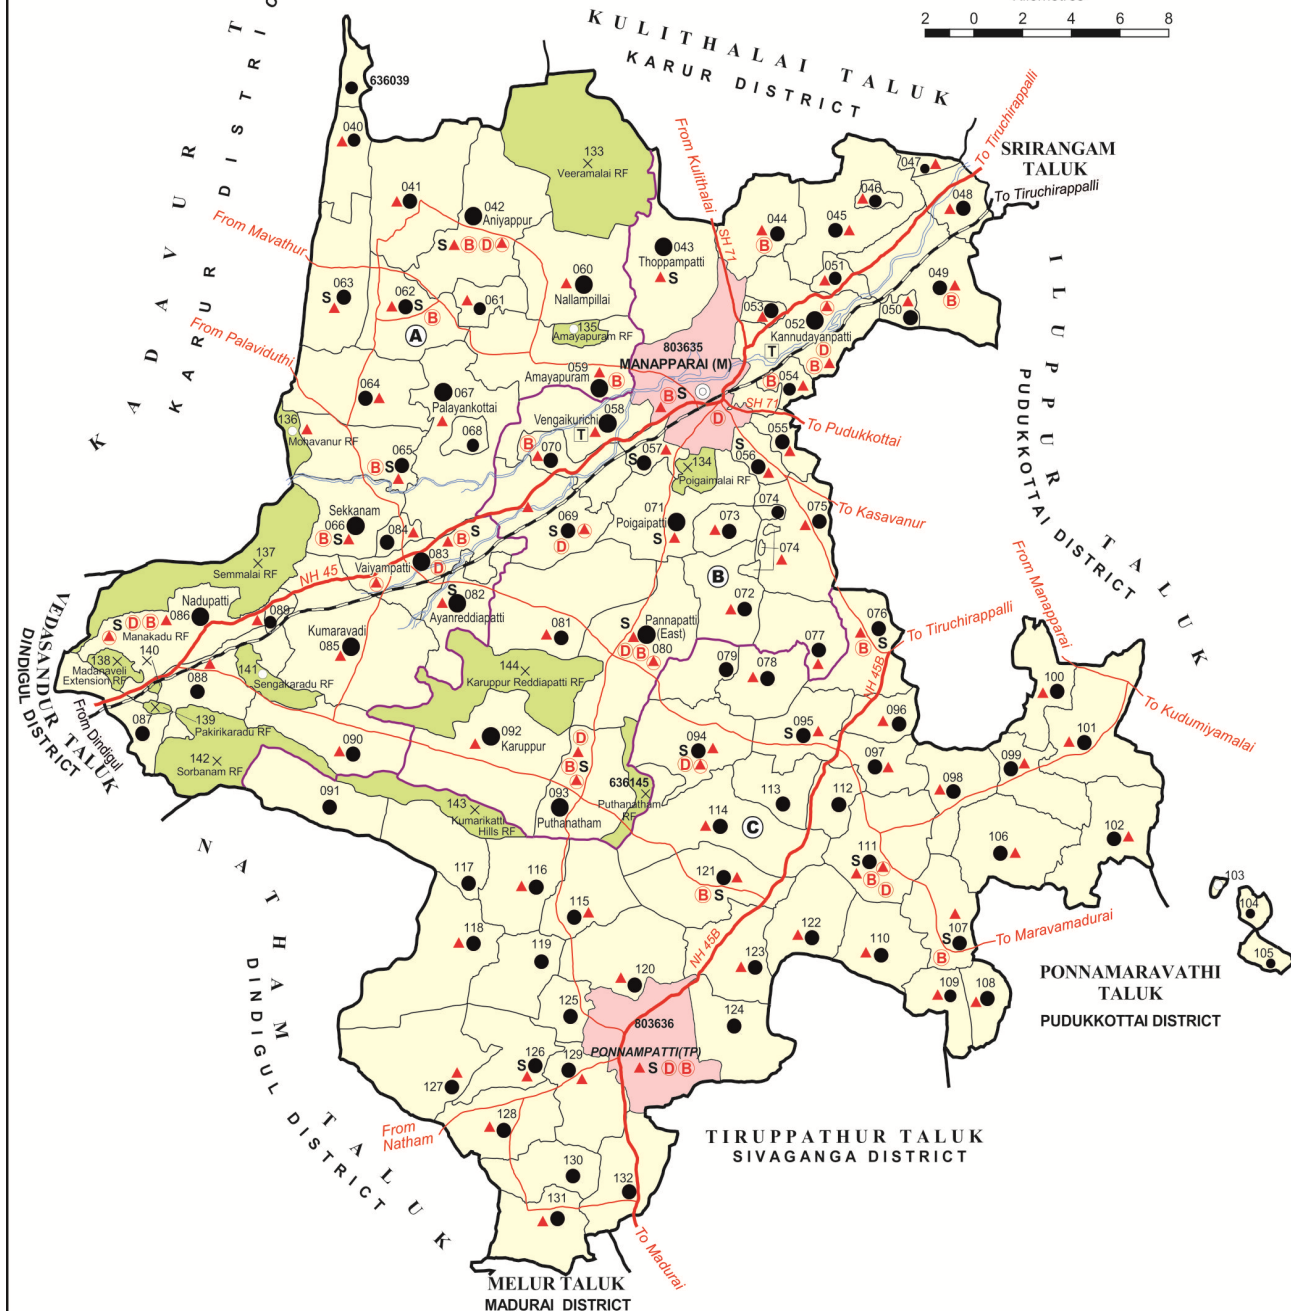 2 0 2 4 6 8
KULITHALAI TALUK
KARUR DISTRICT
KADAVUR T
KARUR DISTRIC
636039
040
133
Veeramalai RF
From Kulithalai
SH 71
To Tiruchirappalli
SRIRANGAM
TALUK
To Tiruchirappalli
047
046
048
041
042
Aniyappur
S B D
044
B
045
043
Thoppampatti
S
From Mavathur
051
049
B
050
063
S
062
S
B
061
060
Nallampillai
053
052
Kannudayanpatti
D
B
A
135
Amayapuram RF
803635
MANAPPARAI (M)
T
From Palaviduthi
059
Amayapuram
B
B S
D
B
054
SH 71
To Pudukkottai
ILUPPUR TALUK
PUDUKKOTTAI DISTRICT
064
067
Palayankottai
058
Vengaikurichi
T
136
Mohavanur RF
068
B
070
057
S
S
055
056
134
Poigaimalai RF
065
B S
To Kasavanur
071
Poigaipatti
S
073
074
075
074
Sekkanam
066
B S
084
B S
069
S
D
137
Semmalai RF
083
Vaiyampatti
D
B
From Manapparai
NH 45
S
082
Ayanreddiapatti
072
076
B
S
To Tiruchirappalli
VEDASANDUR TALUK
DINDIGUL DISTRICT
Nadupatti
086
S D B
Manakadu RF
089
Kumaravadi
085
081
S
Pannapatti
(East)
D B 080
077
079
078
NH 45B
100
138
Madanaveli
Extension RF
140
141
Sengakaradu RF
144
Karuppur Reddiapatti RF
088
To Kudumiyamalai
087
From Dindigul
139
Pakirikaradu RF
142
Sorbanam RF
090
092
Karuppur
D
B S
094
S
D
095
S
096
101
097
099
098
636145
Puthanatham
RF
091
143
Kumarikatti
Hills RF
093
Puthanatham
113
112
114
C
106
102
111
S
B
D
103
104
105
117
116
121
B S
NATHAM TALUK
DINDIGUL DISTRICT
115
118
119
122
110
107
S
B
To Maravamadurai
NH 45B
120
123
109
108
PONNAMARAVATHI
TALUK
PUDUKKOTTAI DISTRICT
125
803636
124
PONNAMPATTI(TP)
S D B
126
S
129
127
From
Natham
128
TIRUPPATHUR TALUK
SIVAGANGA DISTRICT
130
132
131
To Madurai
MELUR TALUK
MADURAI DISTRICT